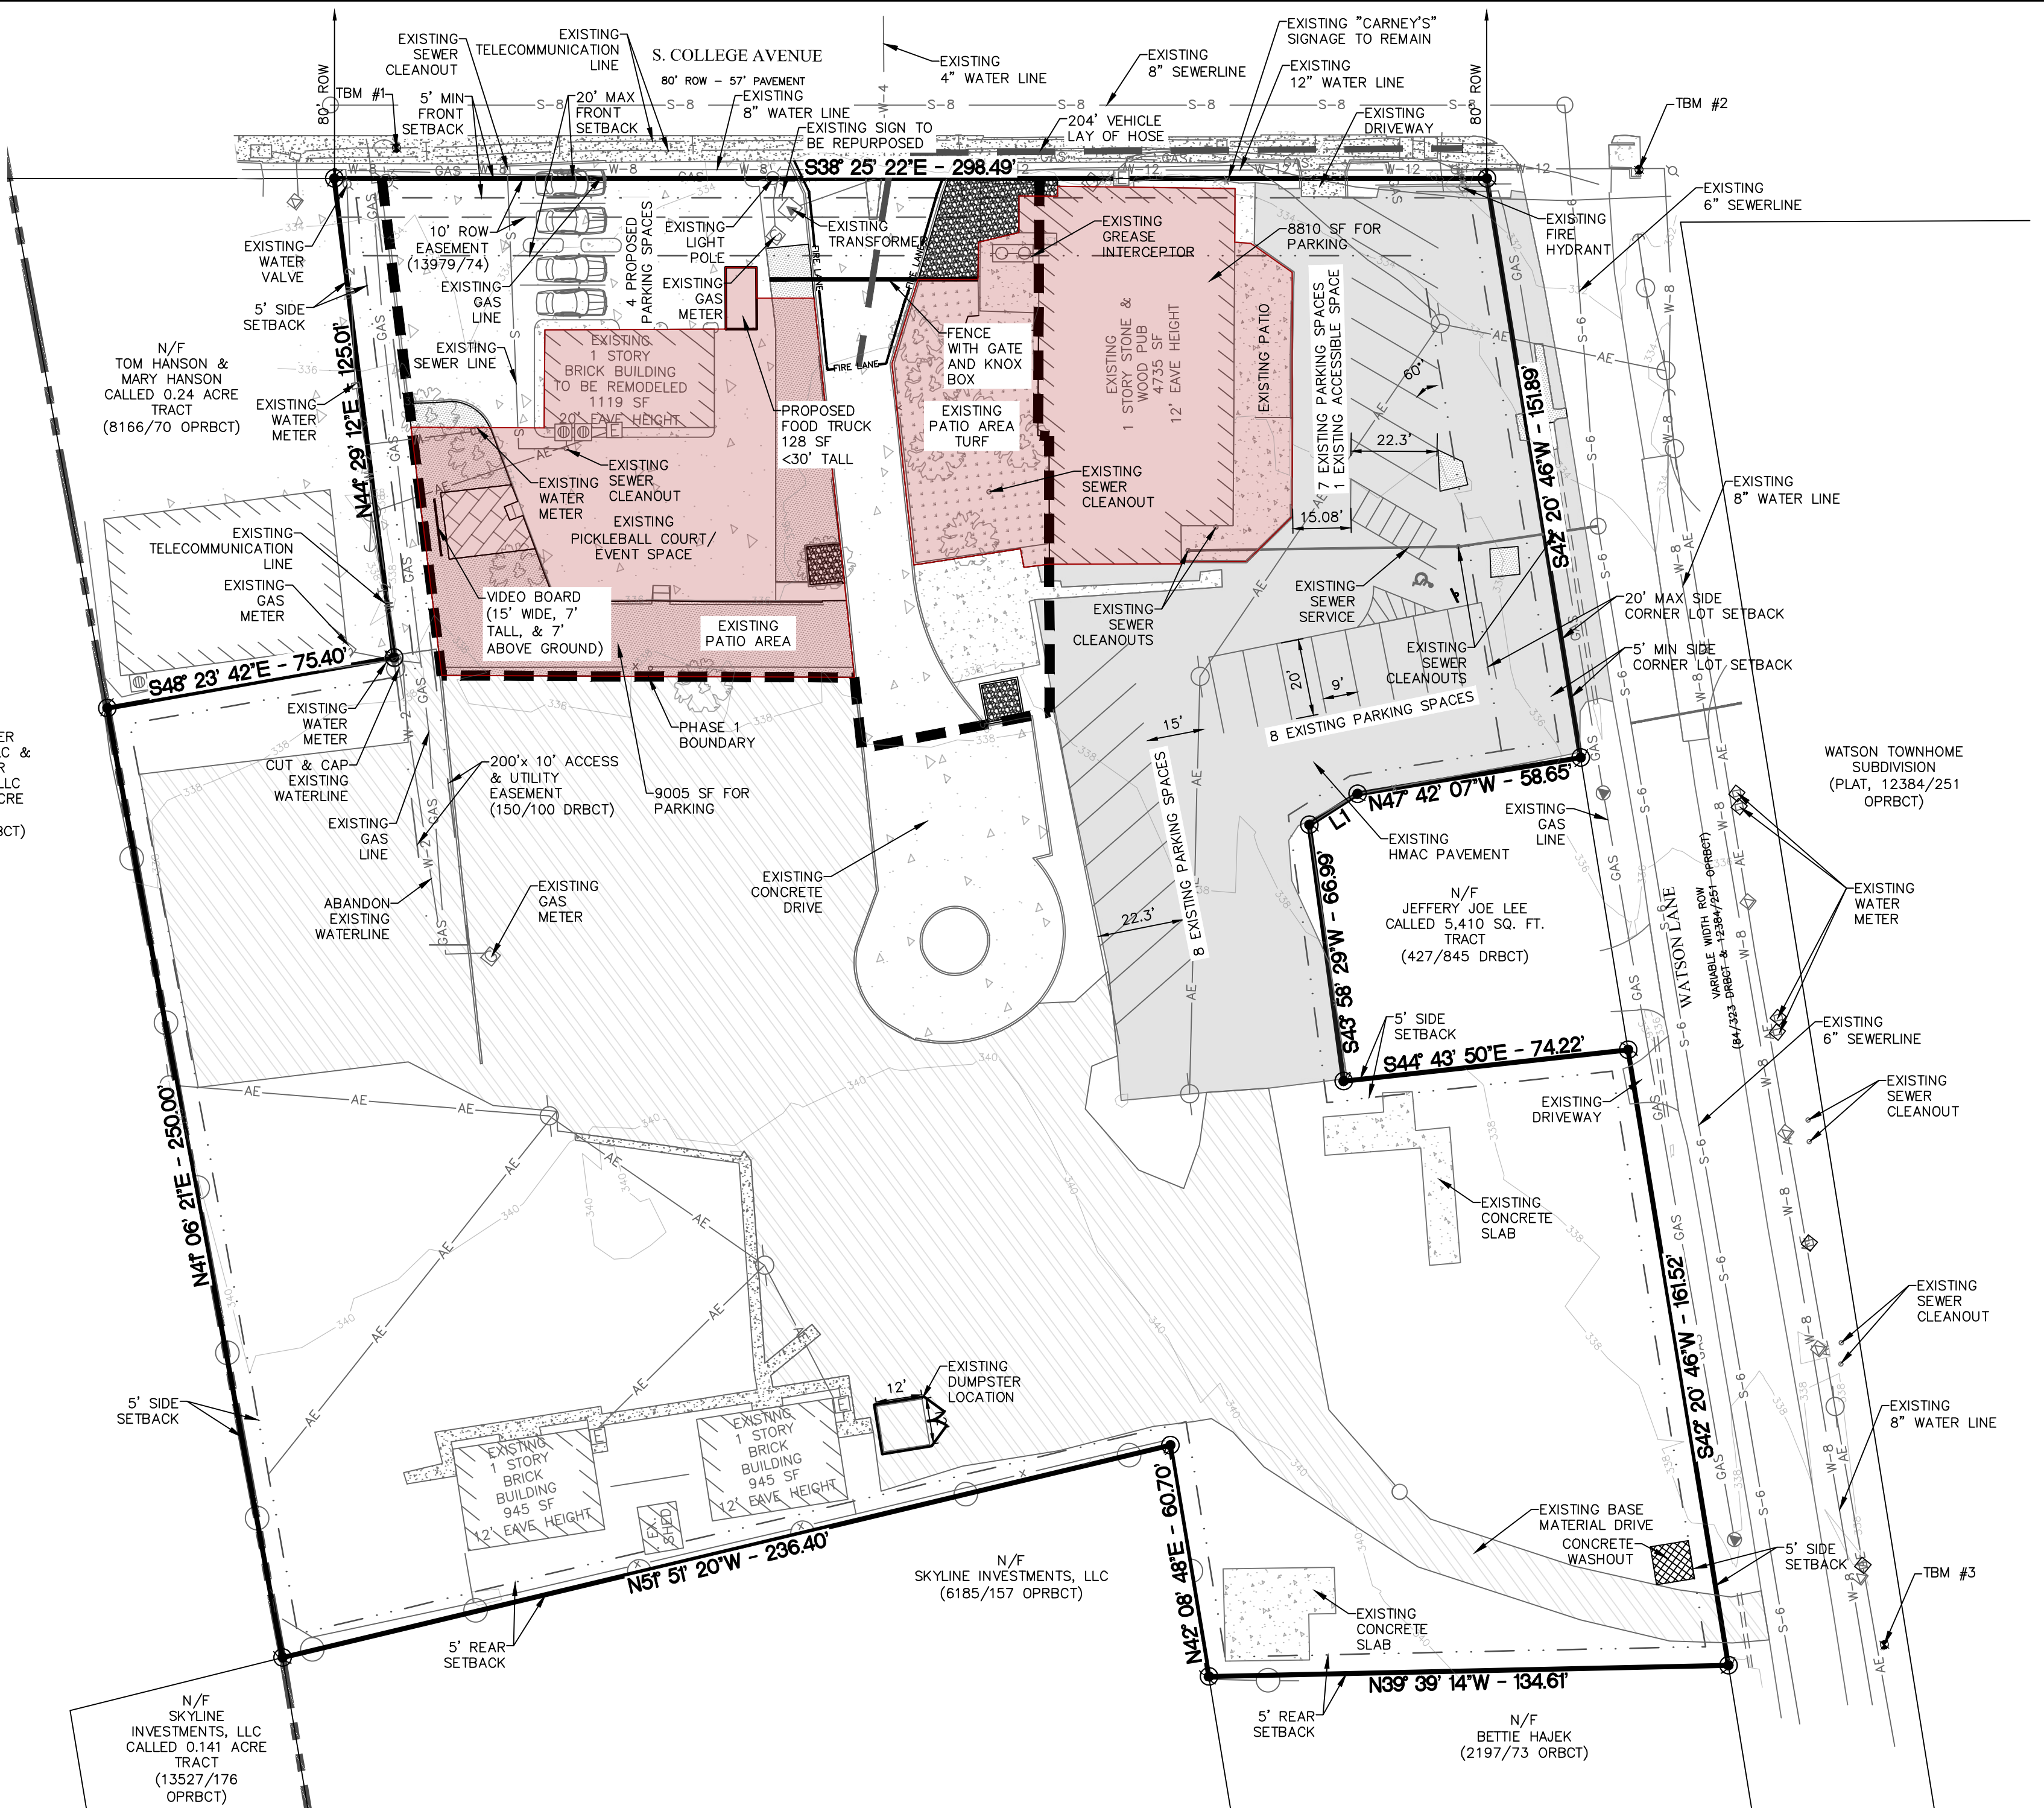 EXISTING
SEWER
CLEANOUT
EXISTING
TELECOMMUNICATION
LINE
S. COLLEGE AVENUE
80' ROW - 57' PAVEMENT
EXISTING
4" WATER LINE
EXISTING
8" SEWERLINE
EXISTING "CARNEY'S"
SIGNAGE TO REMAIN
EXISTING
12" WATER LINE
80' ROW
80' ROW
TBM #1
5' MIN
FRONT
SETBACK
20' MAX
FRONT
SETBACK
EXISTING
8" WATER LINE
EXISTING SIGN TO
BE REPURPOSED
204' VEHICLE
LAY OF HOSE
EXISTING
DRIVEWAY
TBM #2
S38° 25' 22"E - 298.49'
EXISTING
6" SEWERLINE
EXISTING
FIRE
HYDRANT
EXISTING
WATER
VALVE
10' ROW
EASEMENT
(13979/74)
4 PROPOSED
PARKING SPACES
EXISTING
LIGHT
POLE
EXISTING
TRANSFORMER
EXISTING
GREASE
INTERCEPTOR
8810 SF FOR
PARKING
5' SIDE
SETBACK
EXISTING
GAS
LINE
EXISTING
GAS
METER
FIRE LANE
FIRE LANE
FIRE LANE
N/F
TOM HANSON &
MARY HANSON
CALLED 0.24 ACRE
TRACT
(8166/70 OPRBCT)
N44° 29' 12"E - 125.01'
EXISTING
SEWER LINE
EXISTING
1 STORY
BRICK BUILDING
TO BE REMODELED
1119 SF
20' EAVE HEIGHT
FENCE
WITH GATE
AND KNOX
BOX
EXISTING
1 STORY STONE &
WOOD PUB
4735 SF
12' EAVE HEIGHT
EXISTING PATIO
7 EXISTING PARKING SPACES
1 EXISTING ACCESSIBLE SPACE
60°
S42° 20' 46"W - 151.89'
EXISTING
WATER
METER
PROPOSED
FOOD TRUCK
128 SF
<30' TALL
EXISTING
PATIO AREA
TURF
22.3'
EXISTING
SEWER
CLEANOUT
EXISTING
WATER
METER
EXISTING
SEWER
CLEANOUT
EXISTING
8" WATER LINE
15.08'
EXISTING
PICKLEBALL COURT/
EVENT SPACE
EXISTING
TELECOMMUNICATION
LINE
EXISTING
GAS
METER
VIDEO BOARD
(15' WIDE, 7'
TALL, & 7'
ABOVE GROUND)
EXISTING
PATIO AREA
EXISTING
SEWER
CLEANOUTS
EXISTING
SEWER
SERVICE
EXISTING
SEWER
CLEANOUTS
20' MAX SIDE
CORNER LOT SETBACK
5' MIN SIDE
CORNER LOT SETBACK
S48° 23' 42"E - 75.40'
20'
9'
8 EXISTING PARKING SPACES
EXISTING
WATER
METER
PHASE 1
BOUNDARY
15'
CUT & CAP
EXISTING
WATERLINE
200'x 10' ACCESS
& UTILITY
EASEMENT
(150/100 DRBCT)
9005 SF FOR
PARKING
8 EXISTING PARKING SPACES
N47° 42' 07"W - 58.65'
L1
WATSON TOWNHOME
SUBDIVISION
(PLAT, 12384/251
OPRBCT)
EXISTING
GAS
LINE
EXISTING
HMAC PAVEMENT
EXISTING
GAS
LINE
EXISTING
CONCRETE
DRIVE
EXISTING
GAS
METER
ABANDON
EXISTING
WATERLINE
22.3'
N/F
JEFFERY JOE LEE
CALLED 5,410 SQ. FT.
TRACT
(427/845 DRBCT)
S43° 58' 29"W - 66.99'
WATSON LANE
VARIABLE WIDTH ROW
(84/323 DRBCT & 12384/251 OPRBCT)
EXISTING
WATER
METER
5' SIDE
SETBACK
S44° 43' 50"E - 74.22'
EXISTING
6" SEWERLINE
EXISTING
DRIVEWAY
EXISTING
SEWER
CLEANOUT
N41° 06' 21"E - 250.00'
EXISTING
CONCRETE
SLAB
S42° 20' 46"W - 161.52'
EXISTING
SEWER
CLEANOUT
5' SIDE
SETBACK
12'
EXISTING
DUMPSTER
LOCATION
EXISTING
1 STORY
BRICK
BUILDING
945 SF
12' EAVE HEIGHT
EXISTING
1 STORY
BRICK
BUILDING
945 SF
12' EAVE HEIGHT
EX.
SHED
EXISTING
8" WATER LINE
N51° 51' 20"W - 236.40'
N42° 08' 48"E - 60.70'
EXISTING BASE
MATERIAL DRIVE
CONCRETE
WASHOUT
5' SIDE
SETBACK
TBM #3
N/F
SKYLINE INVESTMENTS, LLC
(6185/157 OPRBCT)
EXISTING
CONCRETE
SLAB
5' REAR
SETBACK
N39° 39' 14"W - 134.61'
5' REAR
SETBACK
N/F
BETTIE HAJEK
(2197/73 ORBCT)
N/F
SKYLINE
INVESTMENTS, LLC
CALLED 0.141 ACRE
TRACT
(13527/176
OPRBCT)